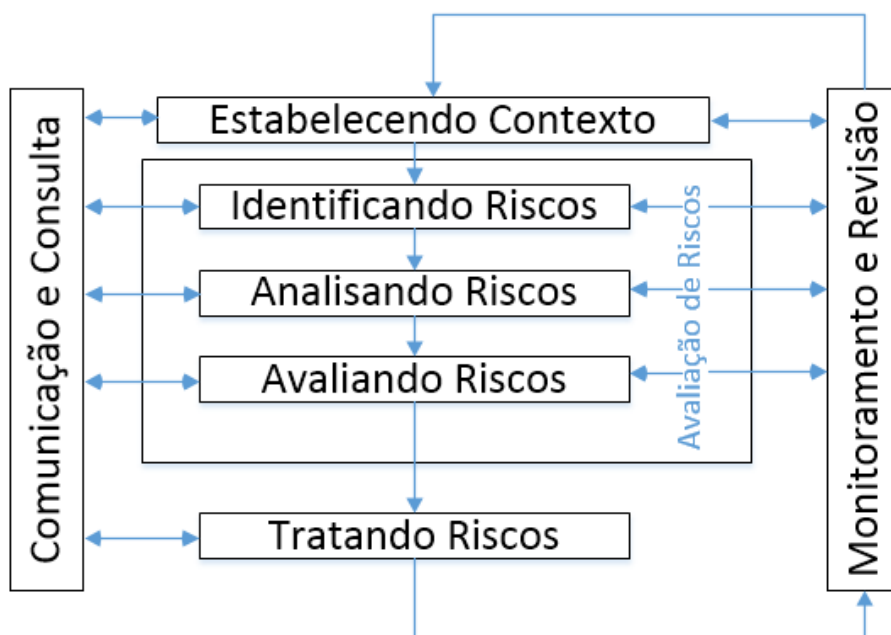 Comunicação e Consulta
Estabelecendo Contexto
Identificando Riscos
Analisando Riscos
Avaliando Riscos
Avaliação de Riscos
Tratando Riscos
Monitoramento e Revisão